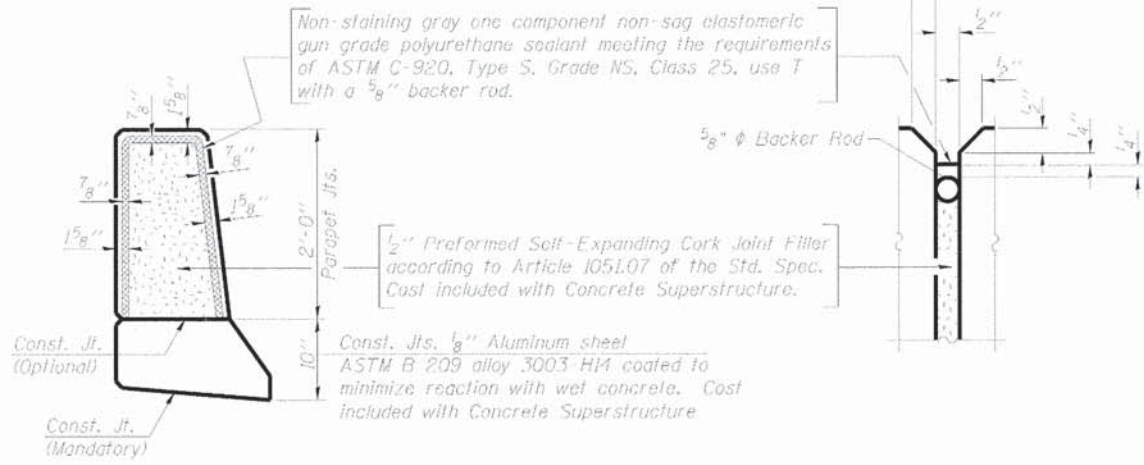 Non-staining gray one component non-sag elastomeric
gun grade polyurethane sealant meeting the requirements
of ASTM C-920, Type S, Grade NS, Class 25, use T
with a 5/8" backer rod.
1/2"
1/2"
1/2
1/4"
1/4"
5/8" ϕ Backer Rod
7/8"
1 5/8"
7/8"
7/8"
1 5/8"
1 5/8"
2'-0"
Parapet Jts.
1/2" Preformed Self-Expanding Cork Joint Filler
according to Article 1051.07 of the Std. Spec.
Cost included with Concrete Superstructure.
Const. Jt.
(Optional)
10"
Const. Jts. 1/8" Aluminum sheet
ASTM B 209 alloy 3003-H14 coated to
minimize reaction with wet concrete. Cost
included with Concrete Superstructure
Const. Jt.
(Mandatory)